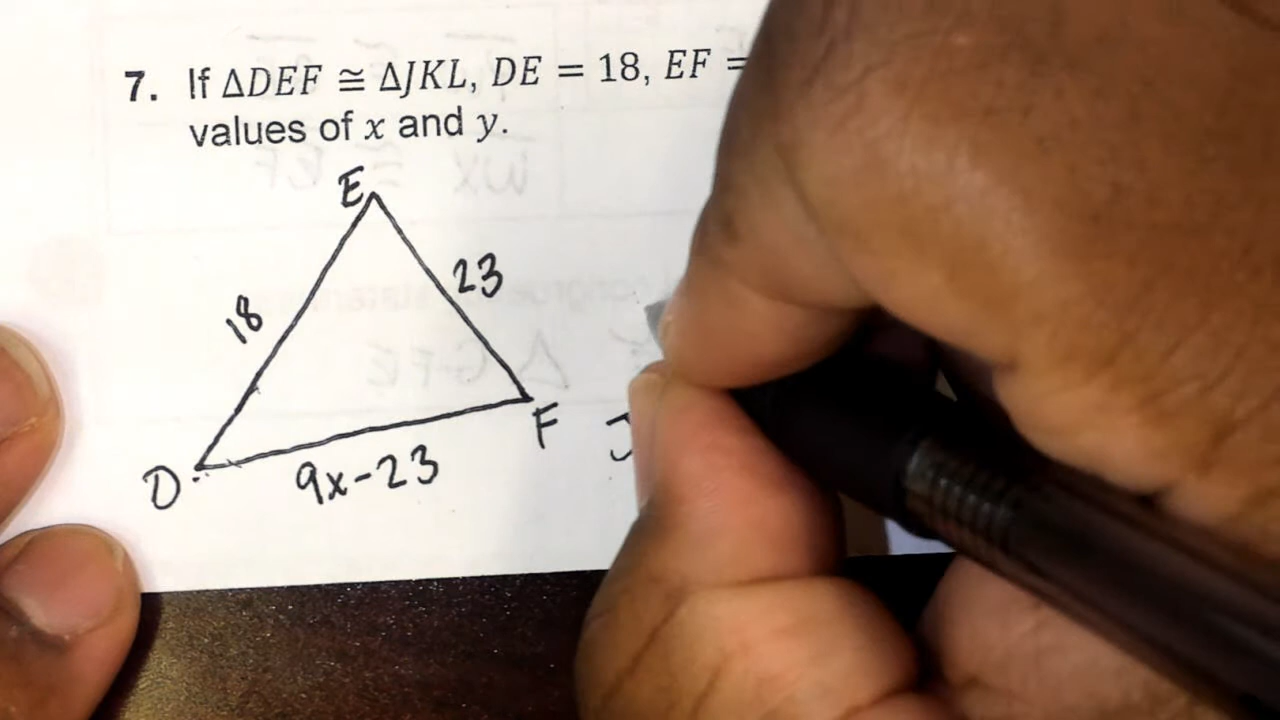 7. If ΔDEF ≅ ΔJKL, DE = 18, EF =
values of x and y.
E
18
23
F
J
D
9x-23